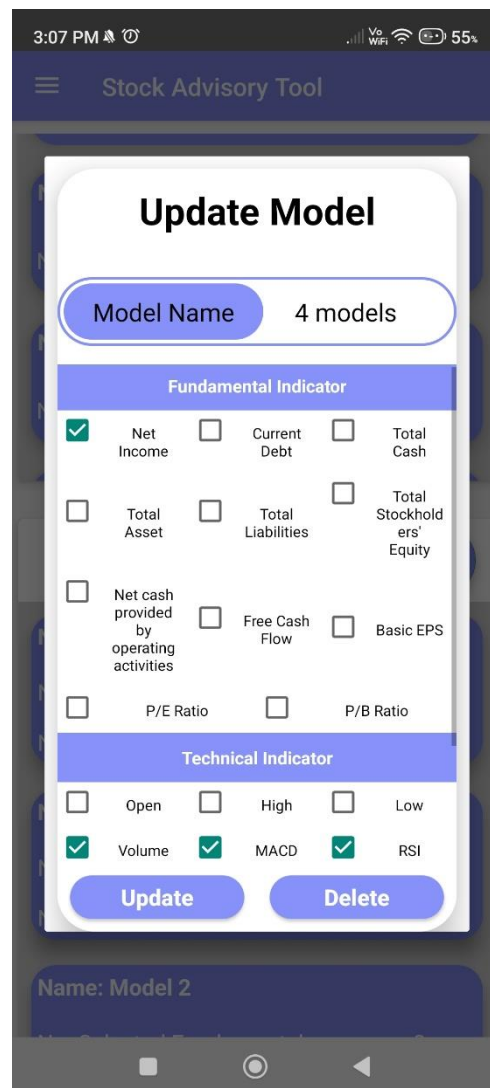 3:07 PM
Vo
WiFi
55%
Stock Advisory Tool
Update Model
Model Name
4 models
Fundamental Indicator
Net
Income
Current
Debt
Total
Cash
Total
Asset
Total
Liabilities
Total
Stockhold
ers'
Equity
Net cash
provided
by
operating
activities
Free Cash
Flow
Basic EPS
P/E Ratio
P/B Ratio
Technical Indicator
Open
High
Low
Volume
MACD
RSI
Update
Delete
Name: Model 2